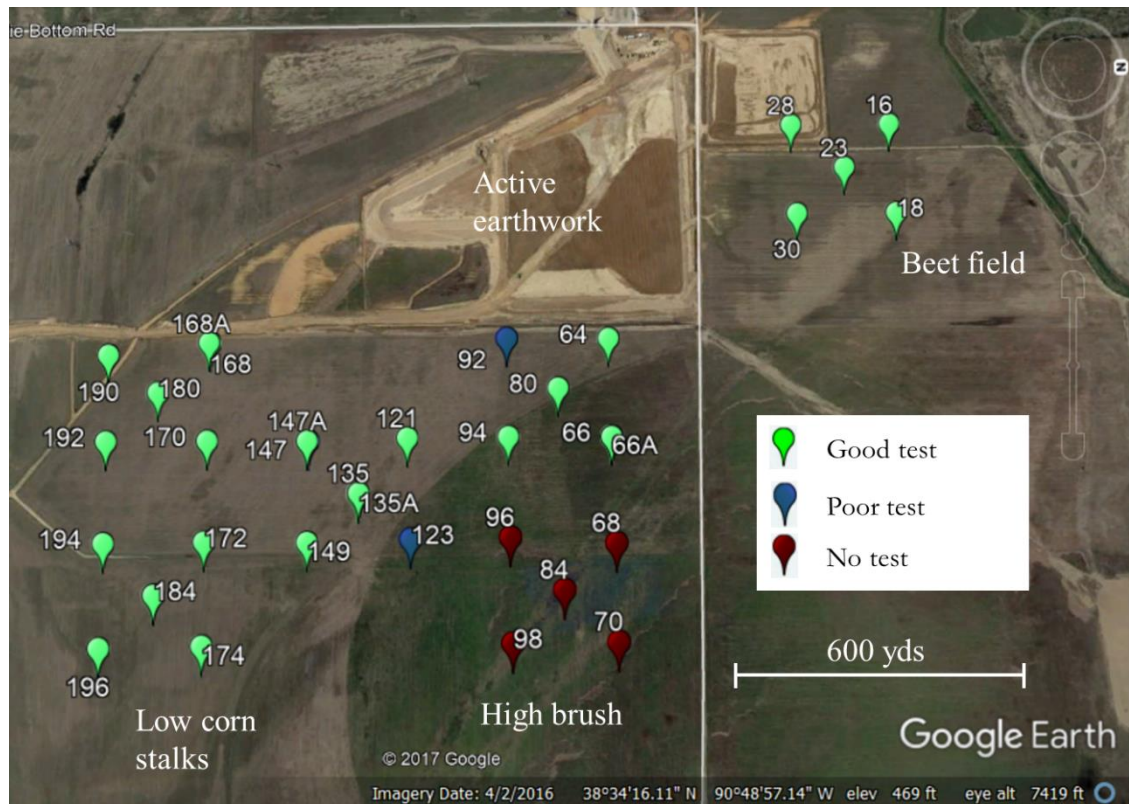 ie Bottom Rd
N
28
16
23
18
30
Active
earthwork
Beet field
168A
168
190
180
92
64
80
192
170
147A
147
121
94
66
66A
135
135A
194
172
149
123
96
68
184
84
196
174
98
70
Good test
Poor test
No test
600 yds
Low corn
stalks
High brush
Google Earth
© 2017 Google
Imagery Date: 4/2/2016 38°34'16.11" N 90°48'57.14" W elev 469 ft eye alt 7419 ft